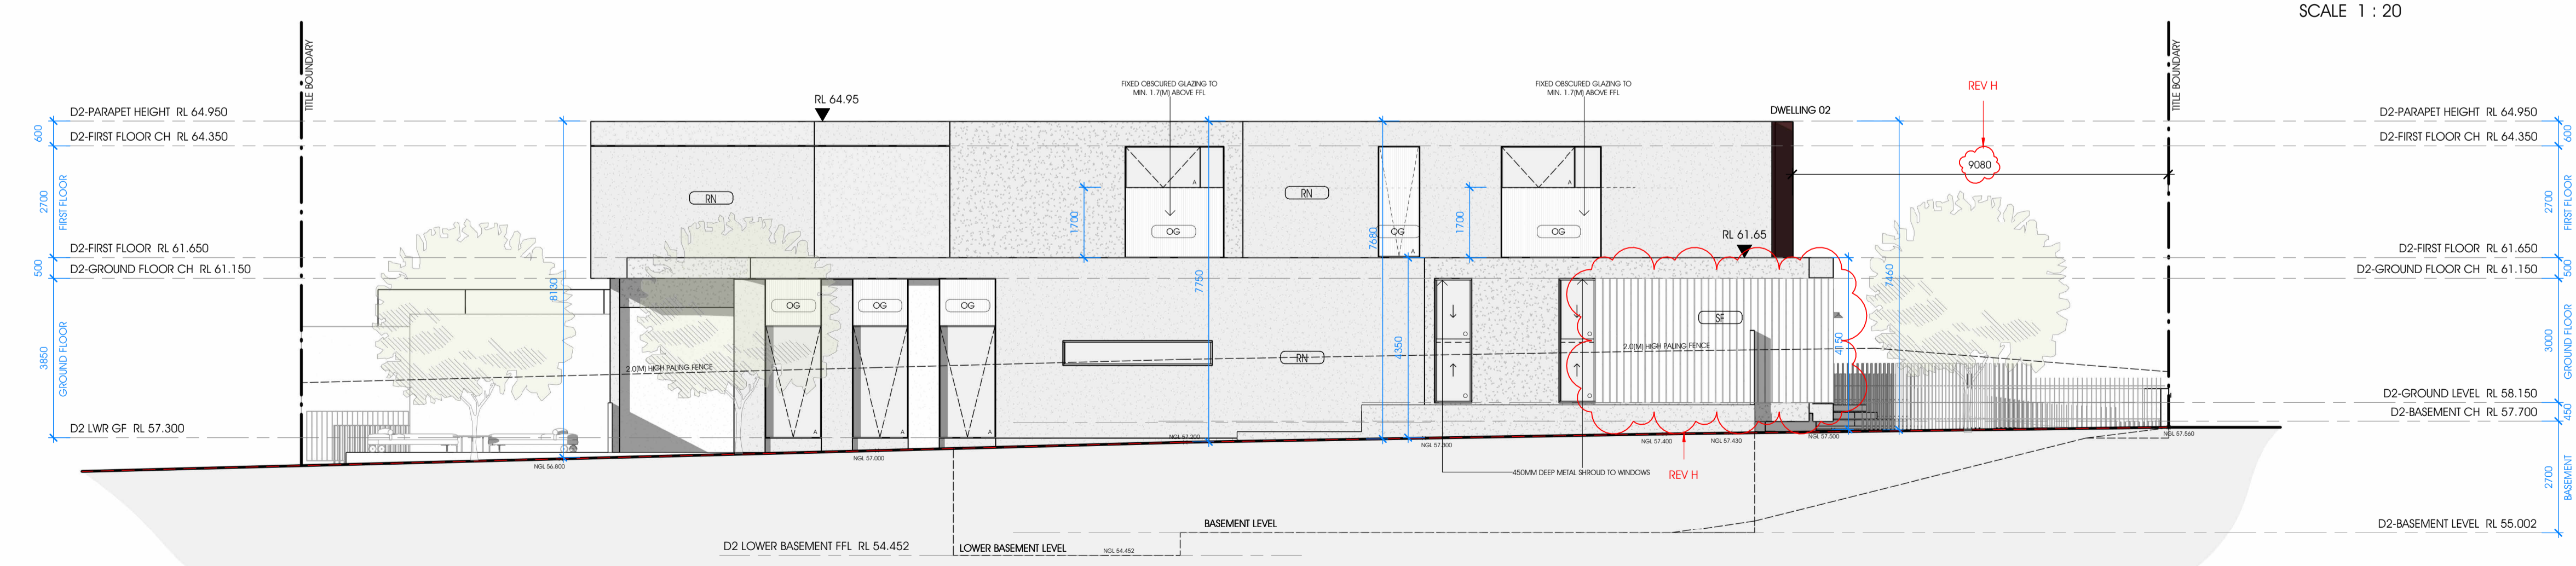 SCALE 1 : 20
TITLE BOUNDARY
TITLE BOUNDARY
FIXED OBSCURED GLAZING TO
MIN. 1.7(M) ABOVE FFL
FIXED OBSCURED GLAZING TO
MIN. 1.7(M) ABOVE FFL
REV H
RL 64.95
DWELLING 02
D2-PARAPET HEIGHT RL 64.950
D2-PARAPET HEIGHT RL 64.950
600
600
D2-FIRST FLOOR CH RL 64.350
D2-FIRST FLOOR CH RL 64.350
9080
2700
FIRST FLOOR
RN
RN
2700
FIRST FLOOR
1700
1700
OG
OG
OG
A
A
A
7680
RL 61.65
D2-FIRST FLOOR RL 61.650
D2-FIRST FLOOR RL 61.650
500
500
D2-GROUND FLOOR CH RL 61.150
D2-GROUND FLOOR CH RL 61.150
8130
7750
7460
OG
OG
OG
SF
3850
GROUND FLOOR
4350
4150
3000
GROUND FLOOR
RN
2.0(M) HIGH PALING FENCE
2.0(M) HIGH PALING FENCE
D2-GROUND LEVEL RL 58.150
450
D2-BASEMENT CH RL 57.700
D2 LWR GF RL 57.300
A
A
A
NGL 56.800
NGL 57.000
NGL 57.200
NGL 57.300
NGL 57.400
NGL 57.430
NGL 57.500
NGL 57.560
450MM DEEP METAL SHROUD TO WINDOWS
REV H
2700
BASEMENT
BASEMENT LEVEL
D2-BASEMENT LEVEL RL 55.002
D2 LOWER BASEMENT FFL RL 54.452
LOWER BASEMENT LEVEL
NGL 54.452